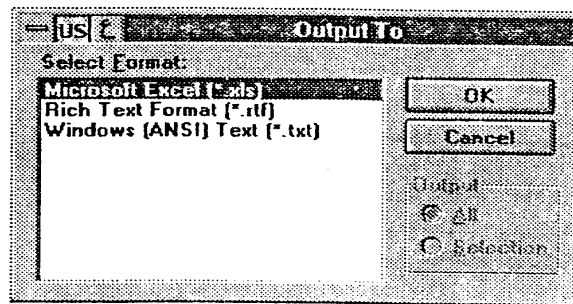 US ع Output To
Select Format:
Microsoft Excel (*.xls)
Rich Text Format (*.rtf)
Windows (ANSI) Text (*.txt)
OK
Cancel
Output
All
Selection